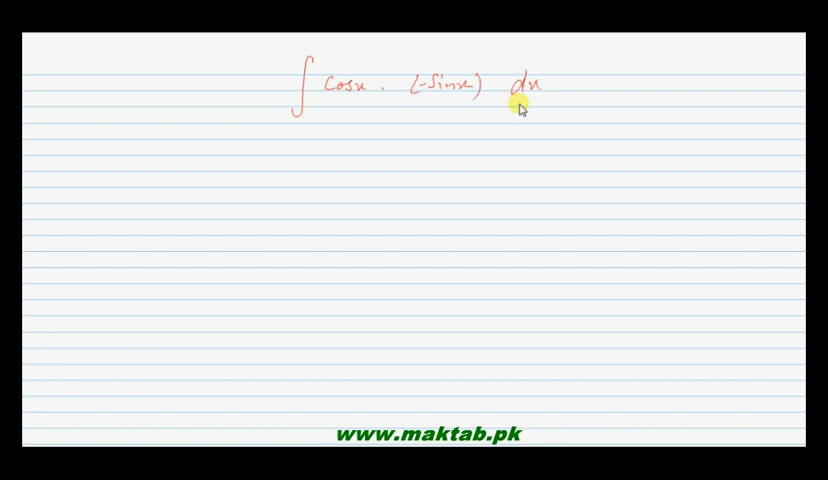 ∫ cosx . (-sinx) dx
www.maktab.pk